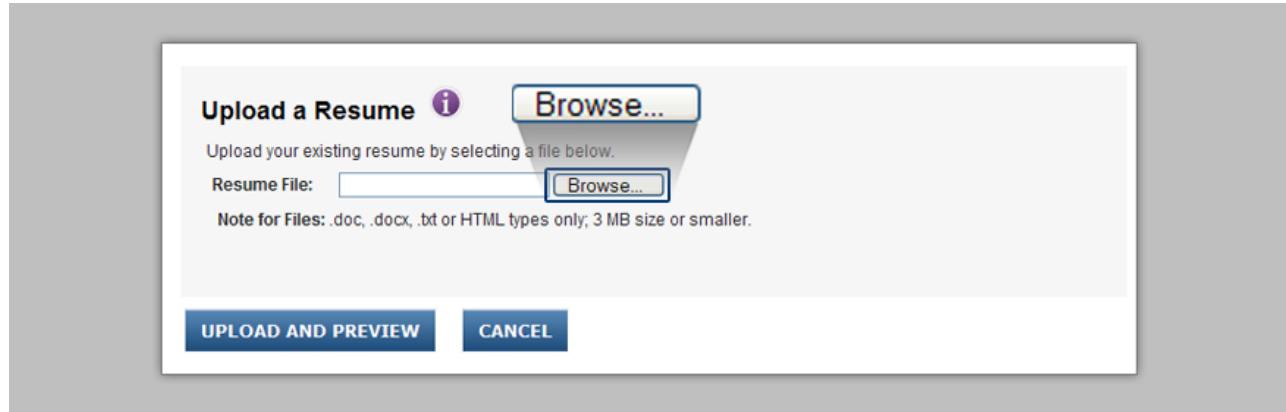 Upload a Resume i Browse...
Upload your existing resume by selecting a file below.
Resume File: Browse...
Note for Files: .doc, .docx, .txt or HTML types only; 3 MB size or smaller.
UPLOAD AND PREVIEW CANCEL